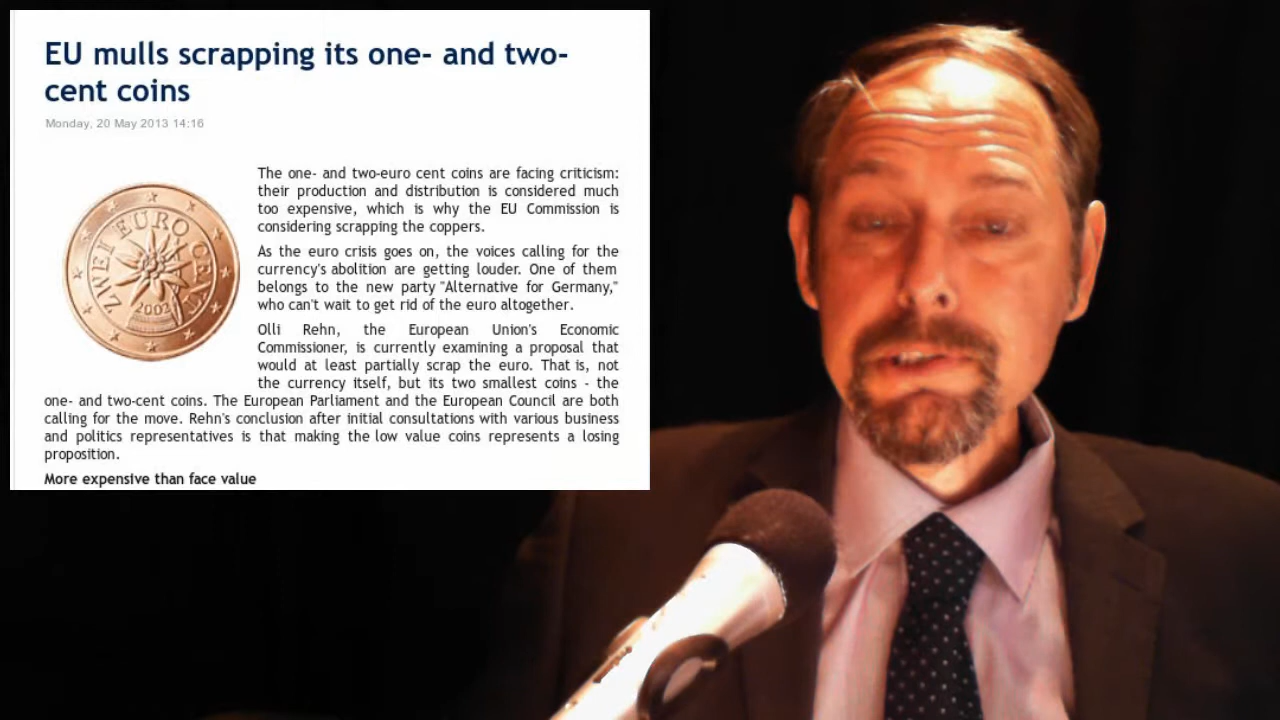 EU mulls scrapping its one- and two-
cent coins
Monday, 20 May 2013 14:16
The one- and two-euro cent coins are facing criticism:
their production and distribution is considered much
too expensive, which is why the EU Commission is
considering scrapping the coppers.
As the euro crisis goes on, the voices calling for the
currency's abolition are getting louder. One of them
belongs to the new party "Alternative for Germany,"
who can't wait to get rid of the euro altogether.
Olli Rehn, the European Union's Economic
Commissioner, is currently examining a proposal that
would at least partially scrap the euro. That is, not
the currency itself, but its two smallest coins - the
one- and two-cent coins. The European Parliament and the European Council are both
calling for the move. Rehn's conclusion after initial consultations with various business
and politics representatives is that making the low value coins represents a losing
proposition.
More expensive than face value
ZWEI EURO CENT
2002